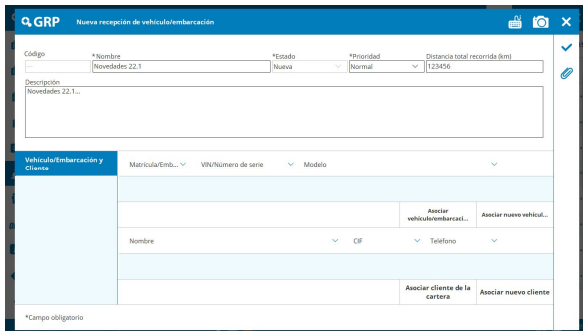 GRP Nueva recepción de vehículo/embarcación
Código *Nombre *Estado *Prioridad Distancia total recorrida (km)
--- Novedades 22.1 Nueva Normal 123456
Descripción
Novedades 22.1...
Vehículo/Embarcación y
Cliente
Matrícula/Emb... VIN/Número de serie Modelo
Asociar
vehículo/embarcaci...
Asociar nuevo vehícul...
Nombre CIF Teléfono
Asociar cliente de la
cartera
Asociar nuevo cliente
*Campo obligatorio